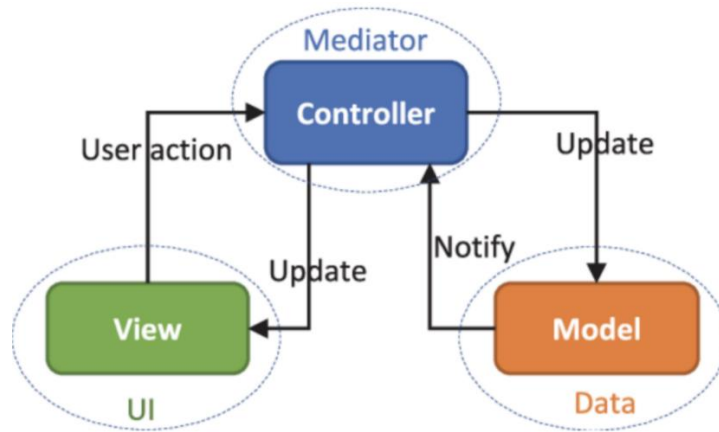 Mediator
Controller
User action
Update
Update
Notify
View
Model
UI
Data